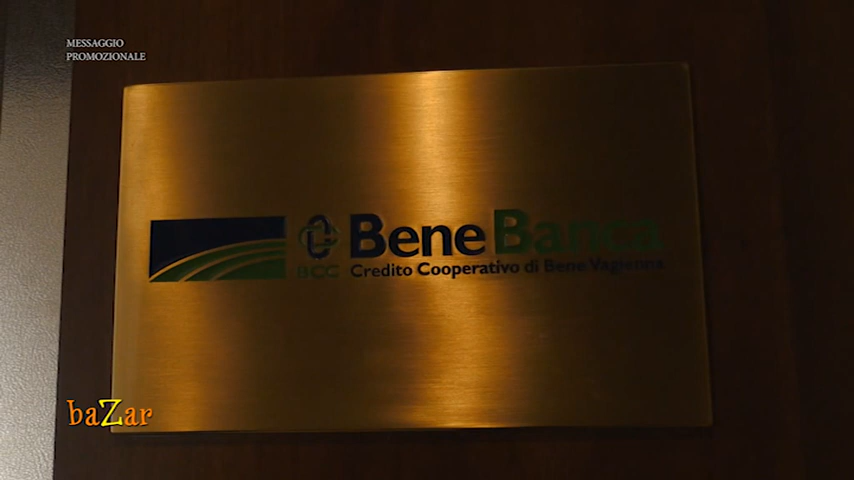 MESSAGGIO
PROMOZIONALE
BeneBanca
BCC Credito Cooperativo di Bene Vagienna
baZar